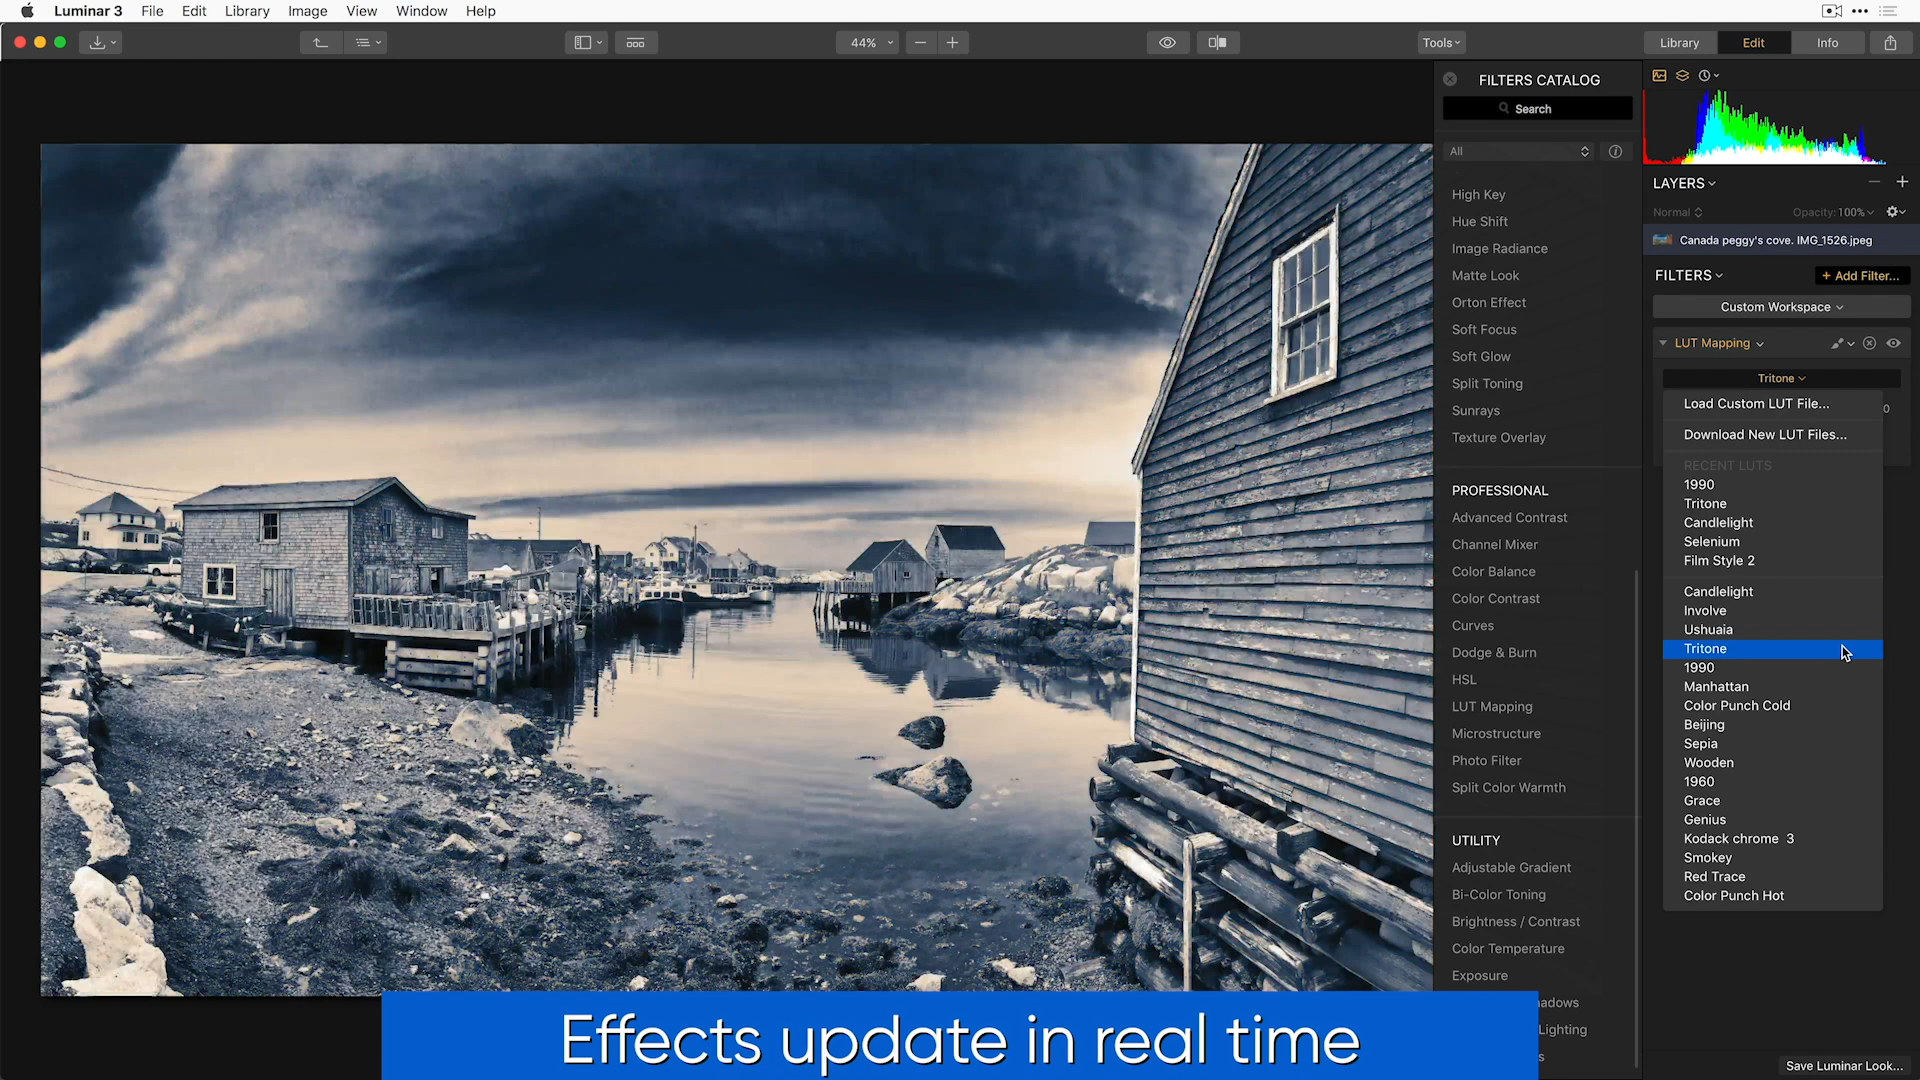 Luminar 3 File Edit Library Image View Window Help
44%
Tools
Library Edit Info
FILTERS CATALOG
Search
All
High Key
Hue Shift
Image Radiance
Matte Look
Orton Effect
Soft Focus
Soft Glow
Split Toning
Sunrays
Texture Overlay
PROFESSIONAL
Advanced Contrast
Channel Mixer
Color Balance
Color Contrast
Curves
Dodge & Burn
HSL
LUT Mapping
Microstructure
Photo Filter
Split Color Warmth
UTILITY
Adjustable Gradient
Bi-Color Toning
Brightness / Contrast
Color Temperature
Exposure
adows
Lighting
s
LAYERS
Normal Opacity: 100%
Canada peggy's cove. IMG_1526.jpeg
FILTERS + Add Filter...
Custom Workspace
LUT Mapping
Tritone
0
Load Custom LUT File...
Download New LUT Files...
RECENT LUTS
1990
Tritone
Candlelight
Selenium
Film Style 2
Candlelight
Involve
Ushuaia
Tritone
1990
Manhattan
Color Punch Cold
Beijing
Sepia
Wooden
1960
Grace
Genius
Kodack chrome 3
Smokey
Red Trace
Color Punch Hot
Save Luminar Look...
Effects update in real time